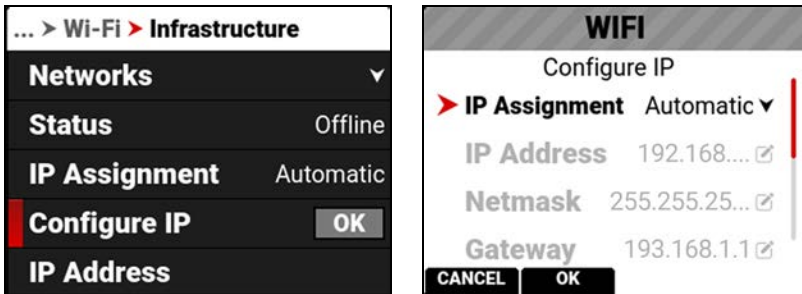 ... > Wi-Fi > Infrastructure
Networks
Status Offline
IP Assignment Automatic
Configure IP OK
IP Address
WIFI
Configure IP
IP Assignment Automatic
IP Address 192.168....
Netmask 255.255.25...
Gateway 193.168.1.1
CANCEL OK